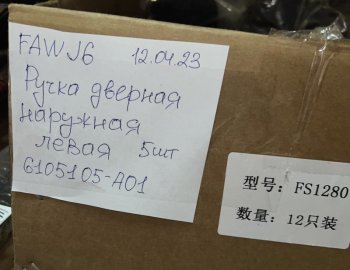 FAW J6 12.04.23
Ручка дверная
наружная
левая 5шт
6105105-А01
型号: FS1280
数量: 12只装